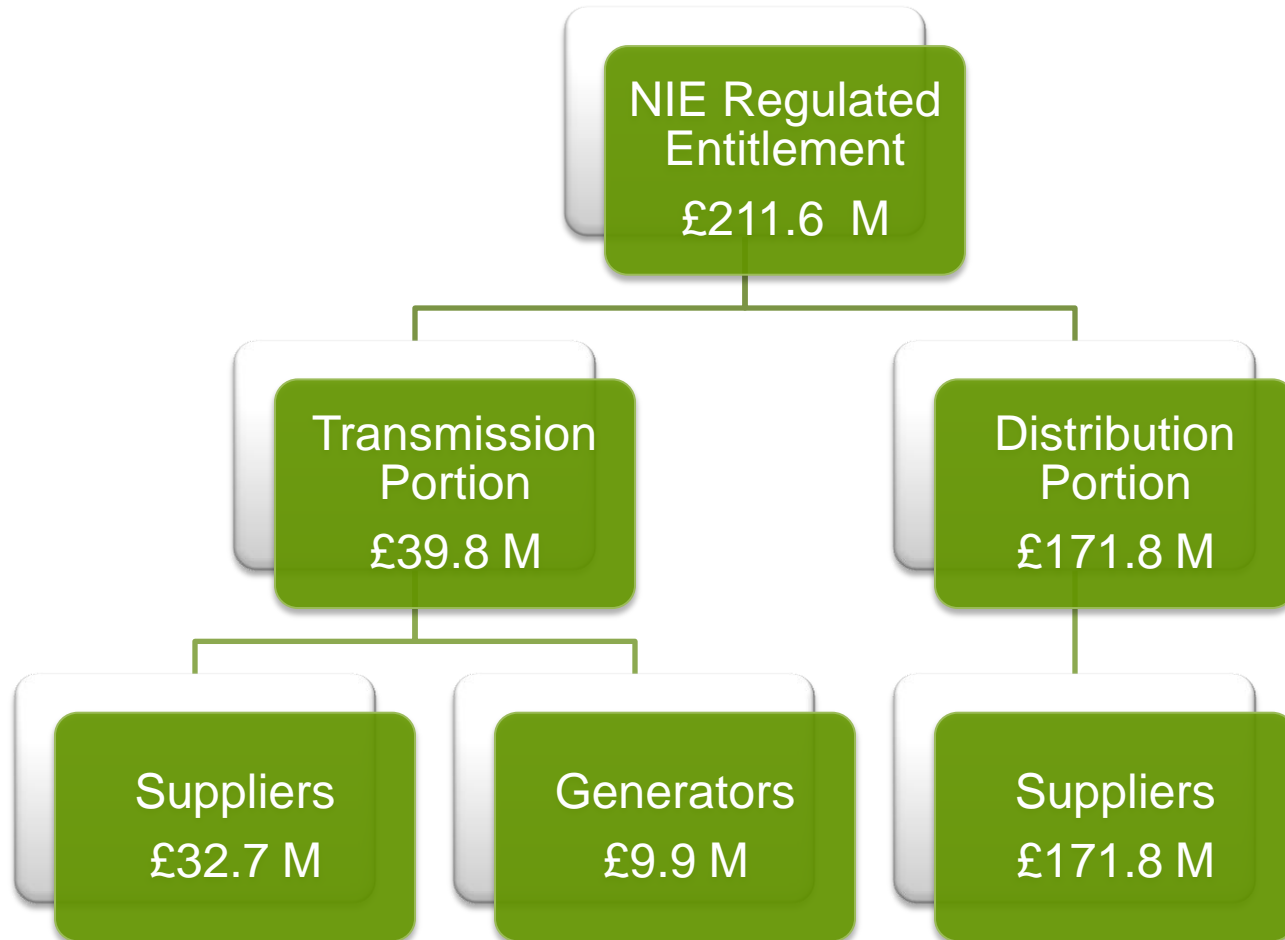 NIE Regulated
Entitlement
£211.6 M
Transmission
Portion
£39.8 M
Distribution
Portion
£171.8 M
Suppliers
£32.7 M
Generators
£9.9 M
Suppliers
£171.8 M